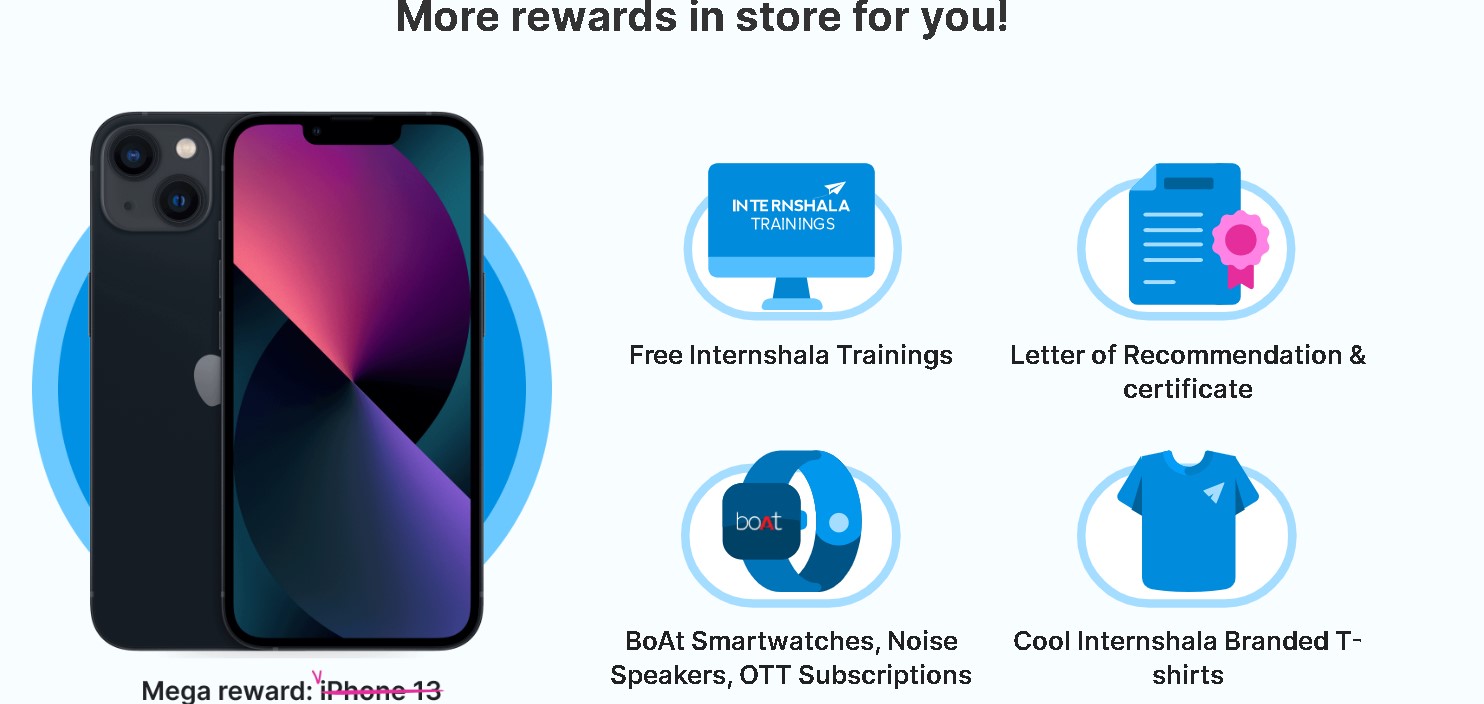 More rewards in store for you!
INTERNSHALA
TRAININGS
Free Internshala Trainings
Letter of Recommendation &
certificate
boAt
BoAt Smartwatches, Noise
Speakers, OTT Subscriptions
Cool Internshala Branded T-
shirts
Mega reward: iPhone 13